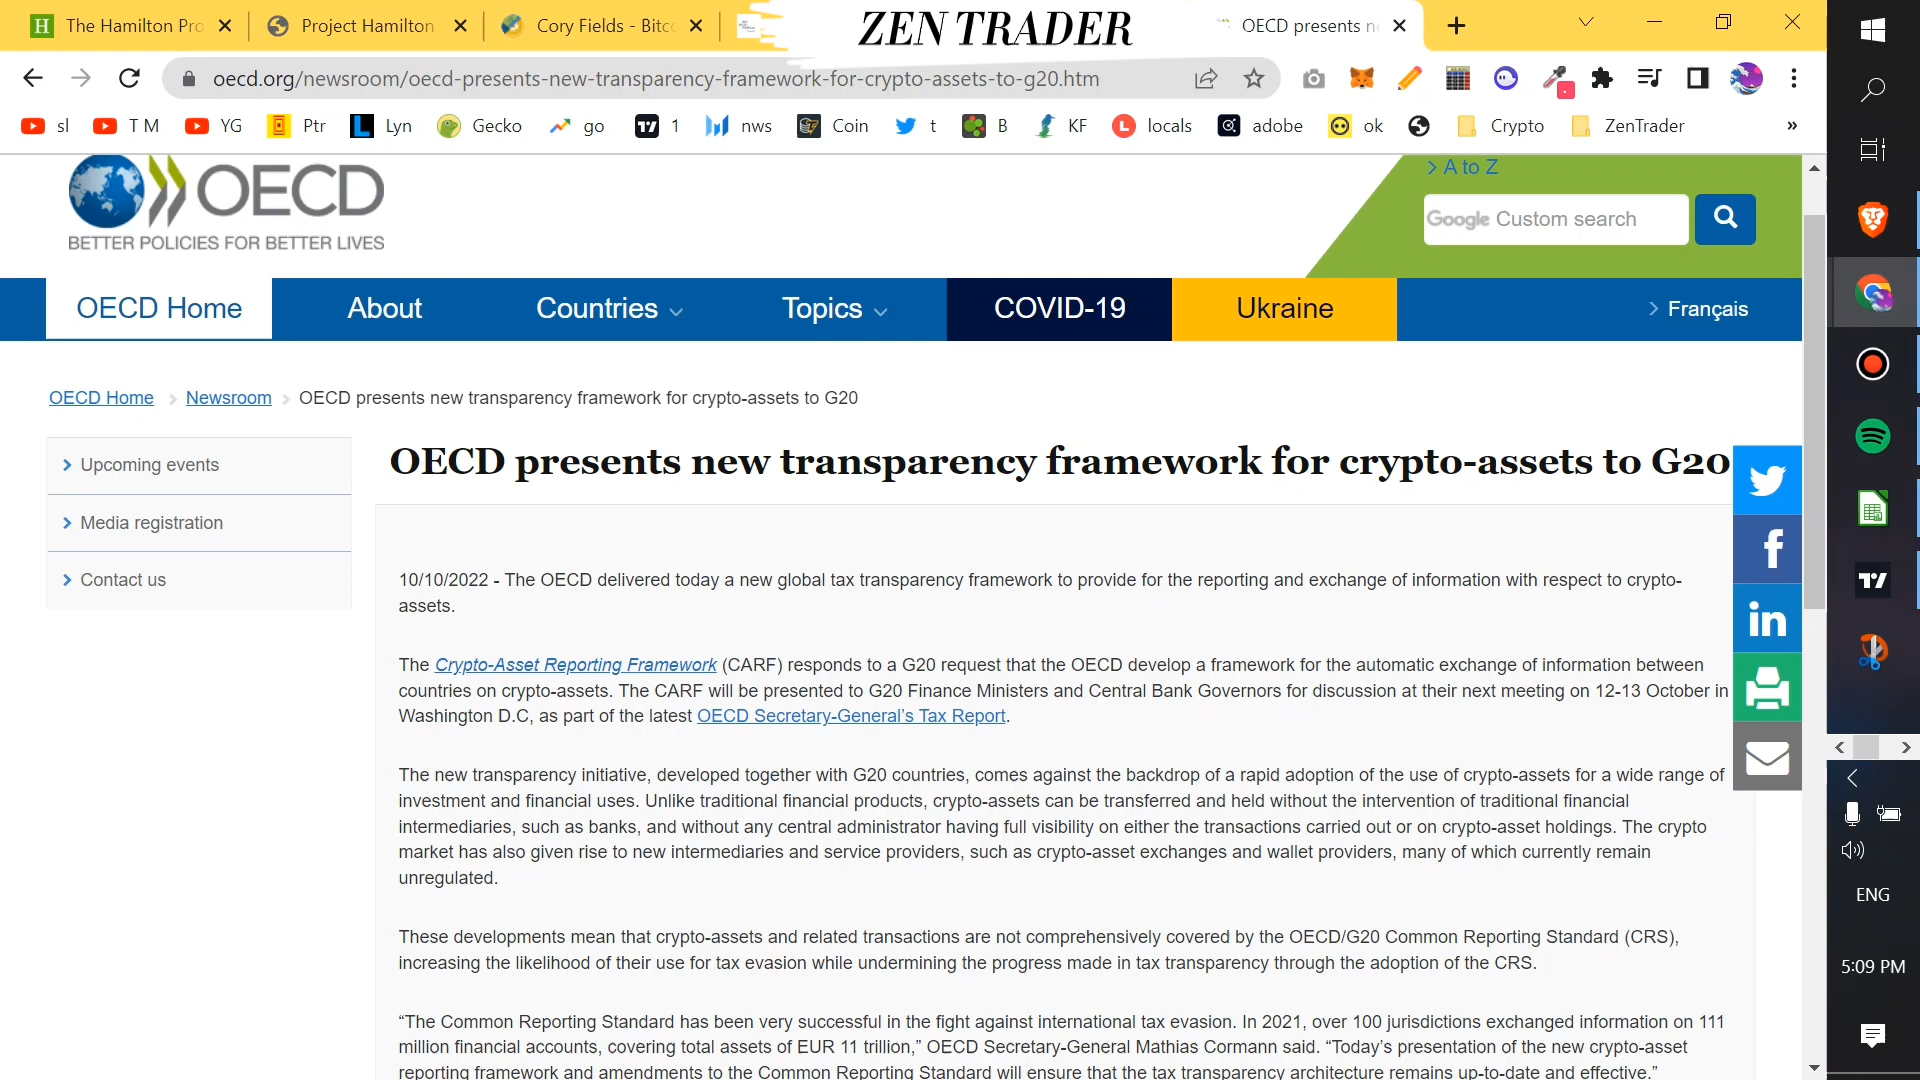 The Hamilton Pro
Project Hamilton
Cory Fields - Bitc
ZEN TRADER
OECD presents n
oecd.org/newsroom/oecd-presents-new-transparency-framework-for-crypto-assets-to-g20.htm
sl
T M
YG
Ptr
Lyn
Gecko
go
1
nws
Coin
t
B
KF
locals
adobe
ok
Crypto
ZenTrader
»
OECD
BETTER POLICIES FOR BETTER LIVES
A to Z
Google Custom search
OECD Home
About
Countries
Topics
COVID-19
Ukraine
Français
OECD Home > Newsroom > OECD presents new transparency framework for crypto-assets to G20
Upcoming events
Media registration
Contact us
OECD presents new transparency framework for crypto-assets to G20
10/10/2022 - The OECD delivered today a new global tax transparency framework to provide for the reporting and exchange of information with respect to crypto-
assets.
The Crypto-Asset Reporting Framework (CARF) responds to a G20 request that the OECD develop a framework for the automatic exchange of information between
countries on crypto-assets. The CARF will be presented to G20 Finance Ministers and Central Bank Governors for discussion at their next meeting on 12-13 October in
Washington D.C, as part of the latest OECD Secretary-General’s Tax Report.
The new transparency initiative, developed together with G20 countries, comes against the backdrop of a rapid adoption of the use of crypto-assets for a wide range of
investment and financial uses. Unlike traditional financial products, crypto-assets can be transferred and held without the intervention of traditional financial
intermediaries, such as banks, and without any central administrator having full visibility on either the transactions carried out or on crypto-asset holdings. The crypto
market has also given rise to new intermediaries and service providers, such as crypto-asset exchanges and wallet providers, many of which currently remain
unregulated.
These developments mean that crypto-assets and related transactions are not comprehensively covered by the OECD/G20 Common Reporting Standard (CRS),
increasing the likelihood of their use for tax evasion while undermining the progress made in tax transparency through the adoption of the CRS.
“The Common Reporting Standard has been very successful in the fight against international tax evasion. In 2021, over 100 jurisdictions exchanged information on 111
million financial accounts, covering total assets of EUR 11 trillion,” OECD Secretary-General Mathias Cormann said. “Today’s presentation of the new crypto-asset
reporting framework and amendments to the Common Reporting Standard will ensure that the tax transparency architecture remains up-to-date and effective.”
ENG
5:09 PM